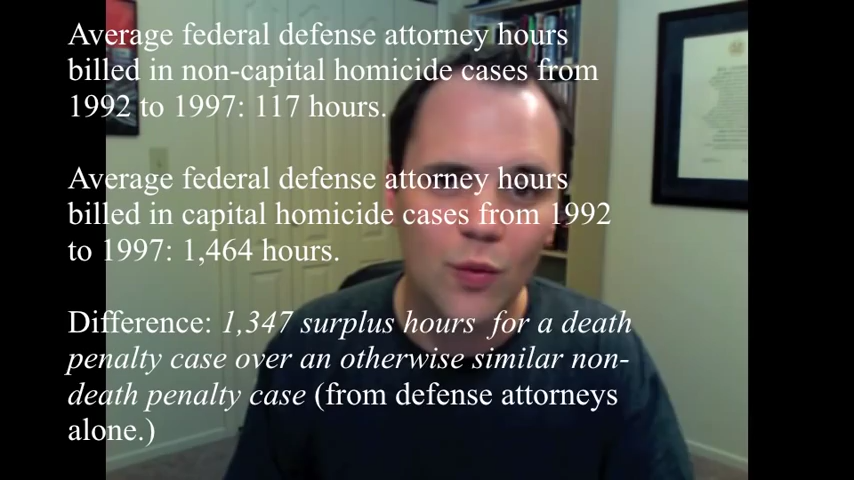 Average federal defense attorney hours
billed in non-capital homicide cases from
1992 to 1997: 117 hours.
Average federal defense attorney hours
billed in capital homicide cases from 1992
to 1997: 1,464 hours.
Difference: 1,347 surplus hours for a death
penalty case over an otherwise similar non-
death penalty case (from defense attorneys
alone.)